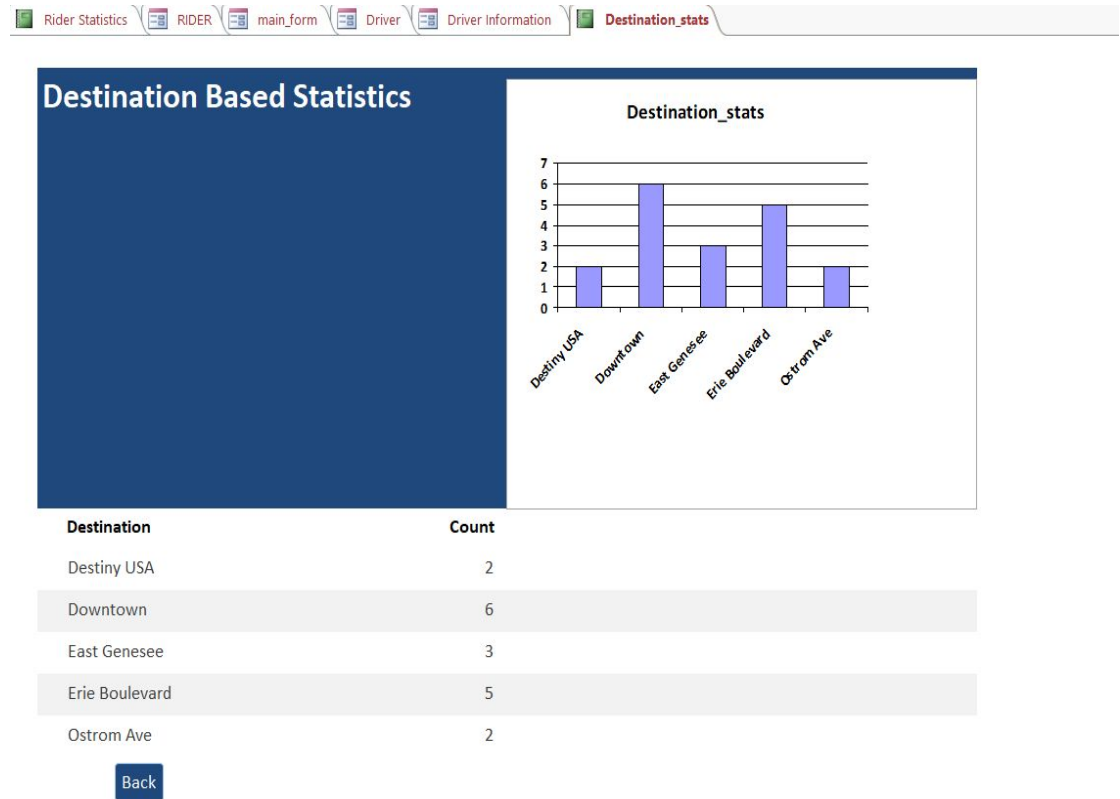 Rider Statistics RIDER main_form Driver Driver Information Destination_stats
Destination Based Statistics
Destination_stats
7
6
5
4
3
2
1
0
Destiny USA
Downtown
East Genesee
Erie Boulevard
Ostrom Ave
Destination Count
Destiny USA 2
Downtown 6
East Genesee 3
Erie Boulevard 5
Ostrom Ave 2
Back